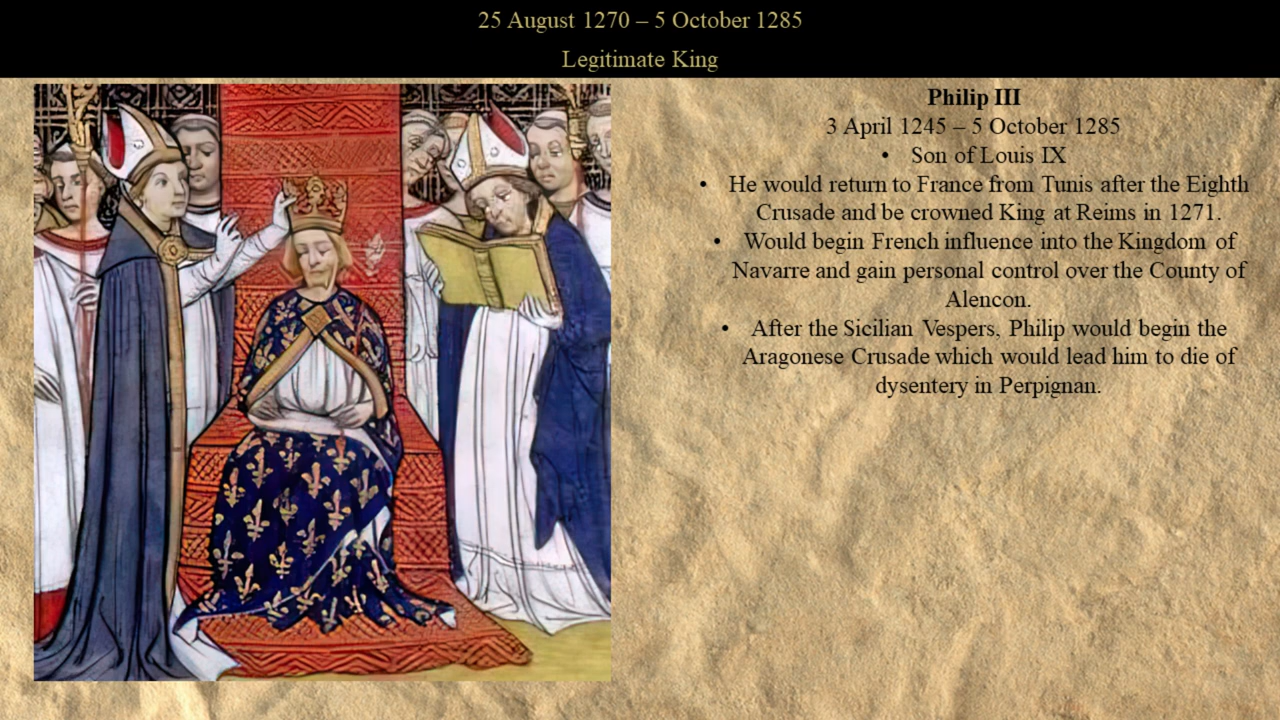 25 August 1270 – 5 October 1285
Legitimate King
Philip III
3 April 1245 – 5 October 1285
• Son of Louis IX
• He would return to France from Tunis after the Eighth
Crusade and be crowned King at Reims in 1271.
• Would begin French influence into the Kingdom of
Navarre and gain personal control over the County of
Alencon.
• After the Sicilian Vespers, Philip would begin the
Aragonese Crusade which would lead him to die of
dysentery in Perpignan.